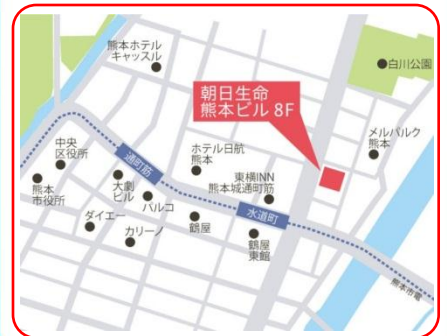 熊本ホテル
キャッスル
白川公園
朝日生命
熊本ビル 8F
メルパルク
熊本
中央
区役所
通町筋
ホテル日航
熊本
熊本
市役所
大劇
ビル
パルコ
東横INN
熊本城通町筋
ダイエー
カリーノ
鶴屋
水道町
鶴屋
東館
熊本市電